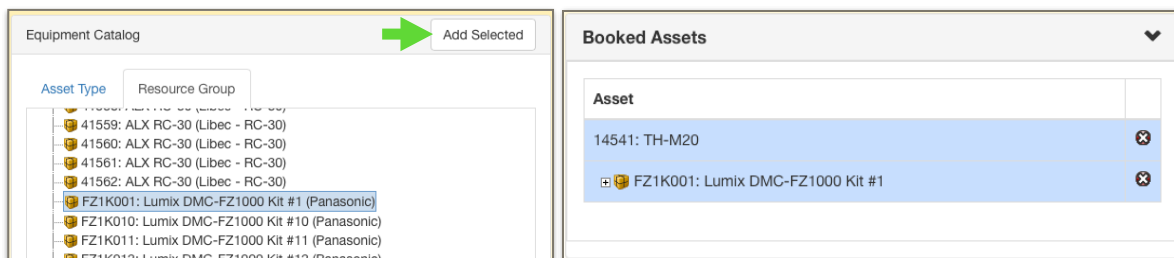 Equipment Catalog
Add Selected
Asset Type
Resource Group
41559: ALX RC-30 (Libec - RC-30)
41560: ALX RC-30 (Libec - RC-30)
41561: ALX RC-30 (Libec - RC-30)
41562: ALX RC-30 (Libec - RC-30)
FZ1K001: Lumix DMC-FZ1000 Kit #1 (Panasonic)
FZ1K010: Lumix DMC-FZ1000 Kit #10 (Panasonic)
FZ1K011: Lumix DMC-FZ1000 Kit #11 (Panasonic)
Booked Assets
Asset
14541: TH-M20
FZ1K001: Lumix DMC-FZ1000 Kit #1